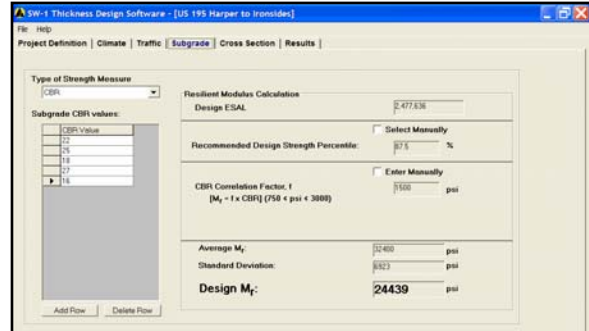 SW-1 Thickness Design Software - [US 195 Harper to Ironsides]
File Help
Project Definition | Climate | Traffic | Subgrade | Cross Section | Results |
Type of Strength Measure
CBR
Subgrade CBR values:
CBR Value
22
25
18
27
16
Add Row Delete Row
Resilient Modulus Calculation
Design ESAL 2,477,636
Select Manually
Recommended Design Strength Percentile: 87.5 %
Enter Manually
CBR Correlation Factor, f 1500 psi
[Mr = f x CBR] (750 < psi < 3000)
Average Mr: 32400 psi
Standard Deviation: 6923 psi
Design Mr: 24439 psi